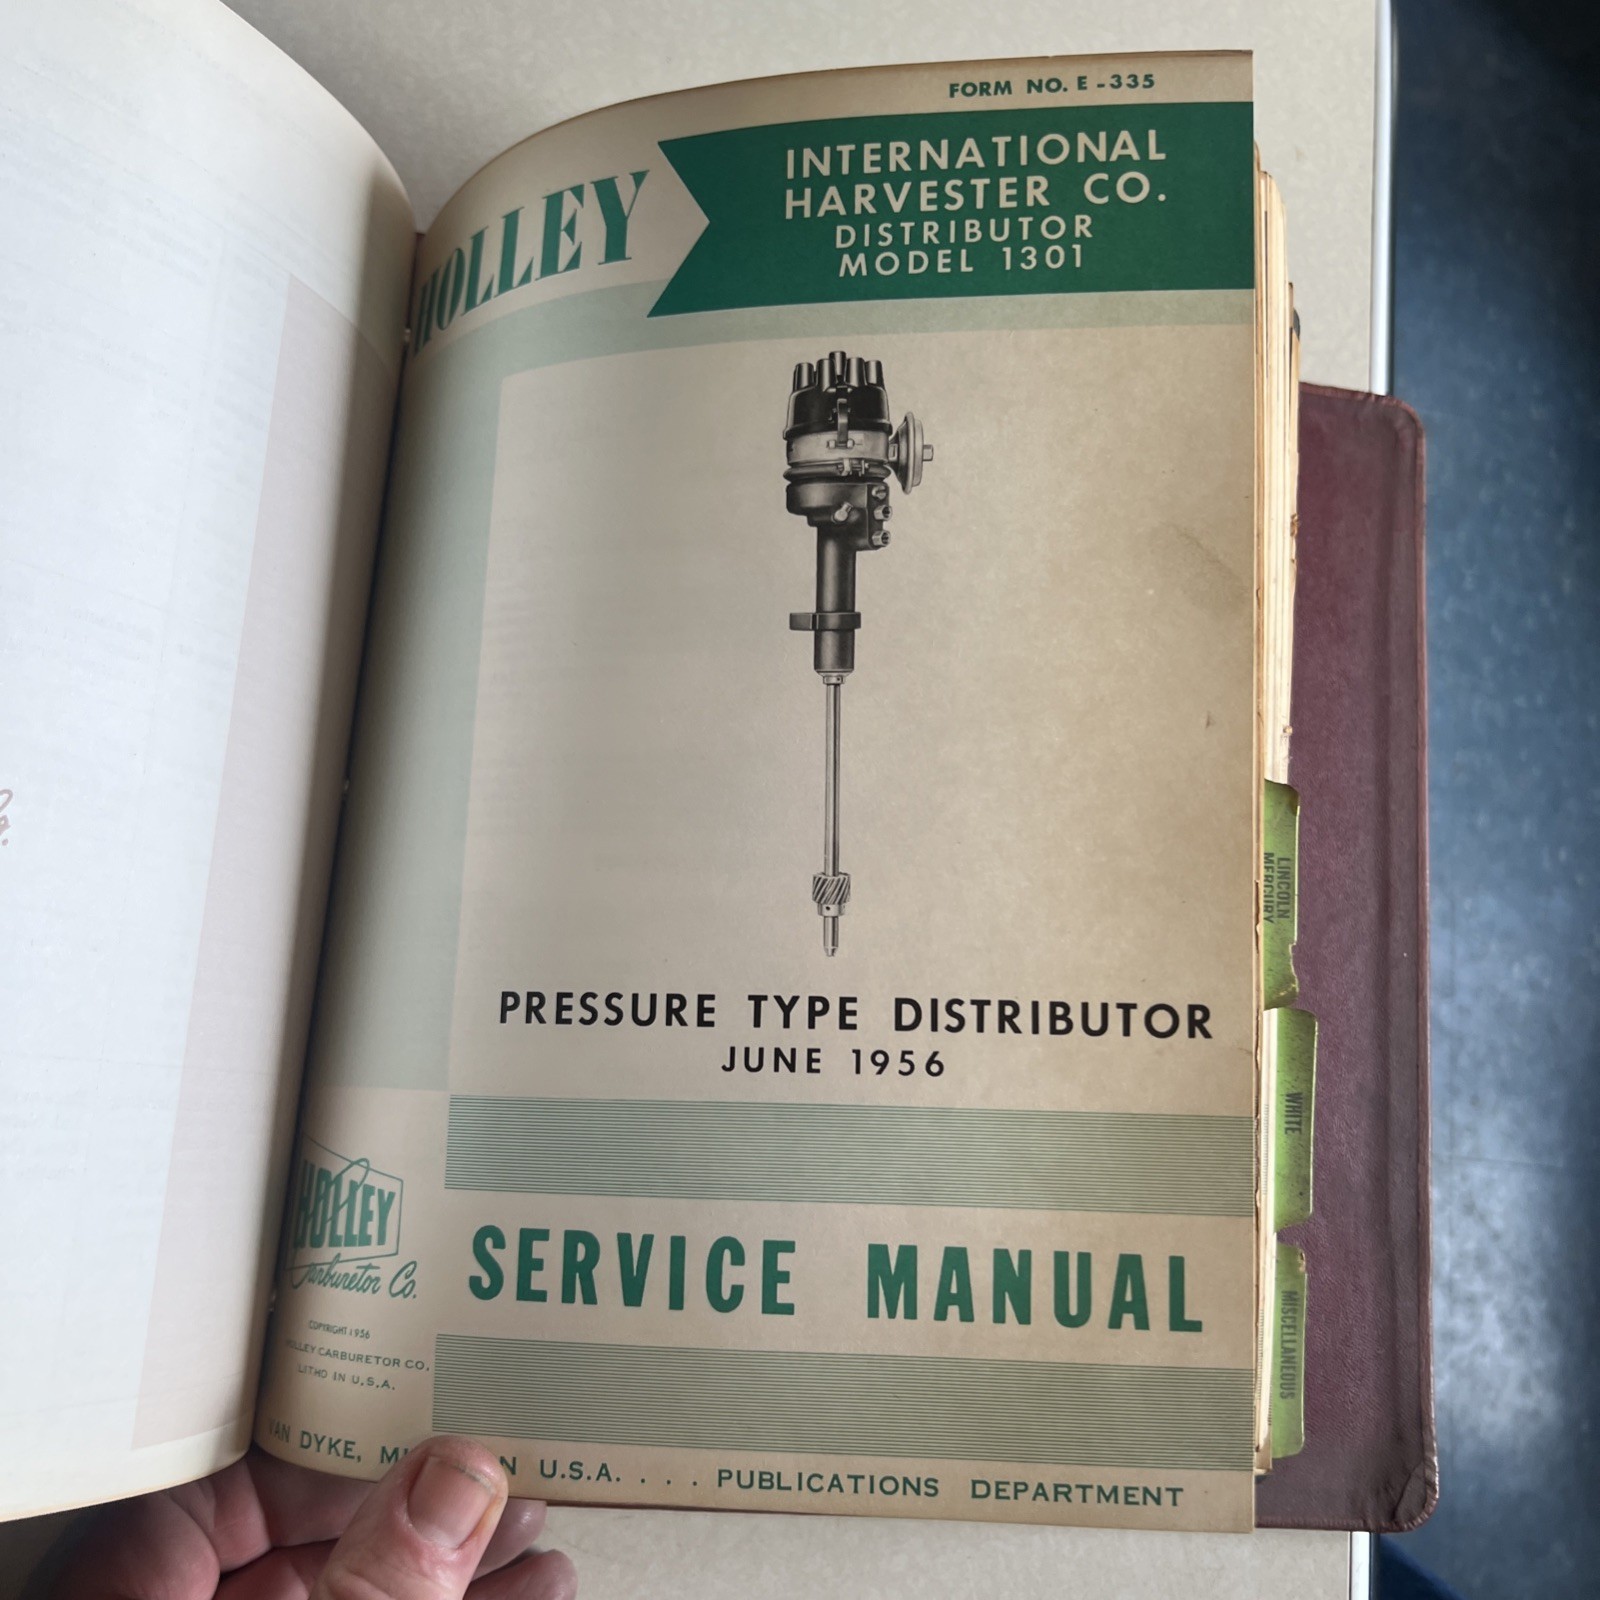 FORM NO. E-335
HOLLEY
INTERNATIONAL
HARVESTER CO.
DISTRIBUTOR
MODEL 1301
PRESSURE TYPE DISTRIBUTOR
JUNE 1956
HOLLEY
Carburetor Co.
SERVICE MANUAL
COPYRIGHT 1956
HOLLEY CARBURETOR CO.
LITHO IN U.S.A.
VAN DYKE, U.S.A. . . . PUBLICATIONS DEPARTMENT
LINCOLN
MERCURY
WHITE
MISCELLANEOUS